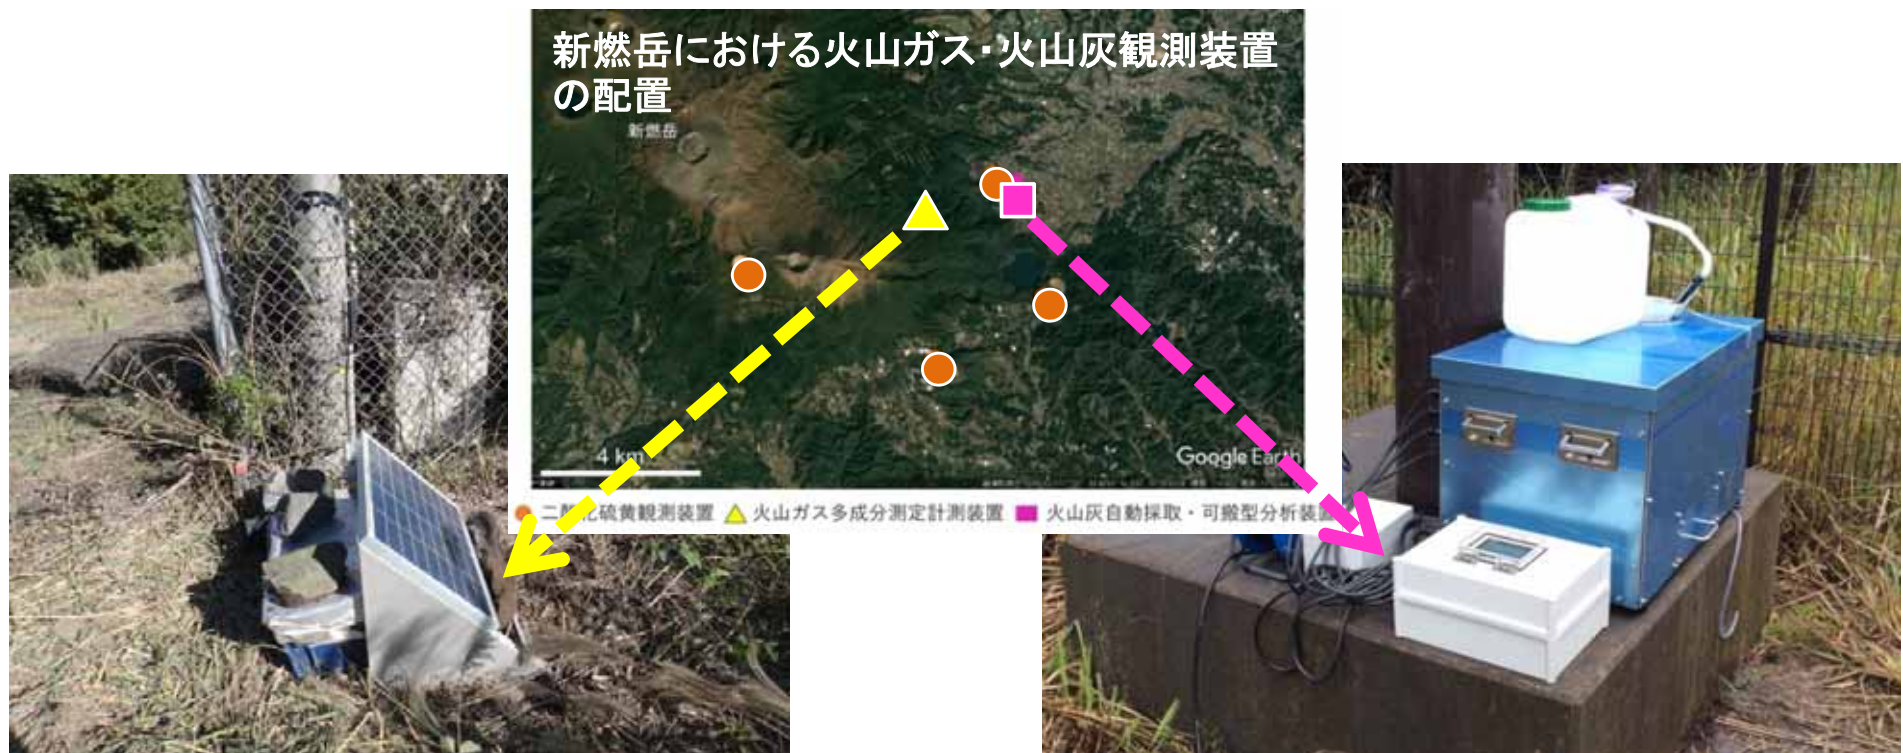 新燃岳における火山ガス・火山灰観測装置
の配置
新燃岳
4 km
Google Earth
二酸化硫黄観測装置 火山ガス多成分測定計測装置 火山灰自動採取・可搬型分析装置